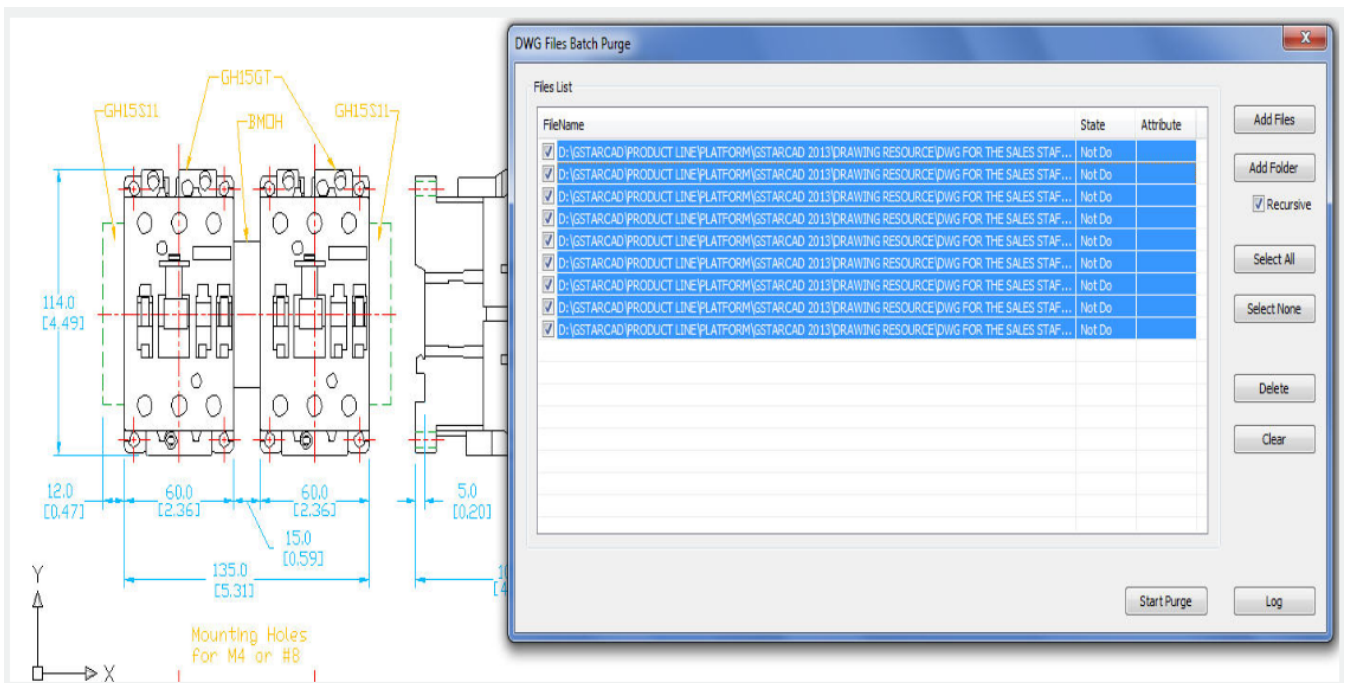 GH15GT
GH15S11
BMOH
GH15S11
114.0
[4.49]
12.0
[0.47]
60.0
[2.36]
60.0
[2.36]
5.0
[0.20]
15.0
[0.59]
135.0
[5.31]
Mounting Holes
for M4 or #8
Y
X
DWG Files Batch Purge
X
Files List
FileName State Attribute
D:\GSTARCAD\PRODUCT LINE\PLATFORM\GSTARCAD 2013\DRAWING RESOURCE\DWG FOR THE SALES STAF... Not Do
D:\GSTARCAD\PRODUCT LINE\PLATFORM\GSTARCAD 2013\DRAWING RESOURCE\DWG FOR THE SALES STAF... Not Do
D:\GSTARCAD\PRODUCT LINE\PLATFORM\GSTARCAD 2013\DRAWING RESOURCE\DWG FOR THE SALES STAF... Not Do
D:\GSTARCAD\PRODUCT LINE\PLATFORM\GSTARCAD 2013\DRAWING RESOURCE\DWG FOR THE SALES STAF... Not Do
D:\GSTARCAD\PRODUCT LINE\PLATFORM\GSTARCAD 2013\DRAWING RESOURCE\DWG FOR THE SALES STAF... Not Do
D:\GSTARCAD\PRODUCT LINE\PLATFORM\GSTARCAD 2013\DRAWING RESOURCE\DWG FOR THE SALES STAF... Not Do
D:\GSTARCAD\PRODUCT LINE\PLATFORM\GSTARCAD 2013\DRAWING RESOURCE\DWG FOR THE SALES STAF... Not Do
D:\GSTARCAD\PRODUCT LINE\PLATFORM\GSTARCAD 2013\DRAWING RESOURCE\DWG FOR THE SALES STAF... Not Do
D:\GSTARCAD\PRODUCT LINE\PLATFORM\GSTARCAD 2013\DRAWING RESOURCE\DWG FOR THE SALES STAF... Not Do
Add Files
Add Folder
Recursive
Select All
Select None
Delete
Clear
Start Purge
Log